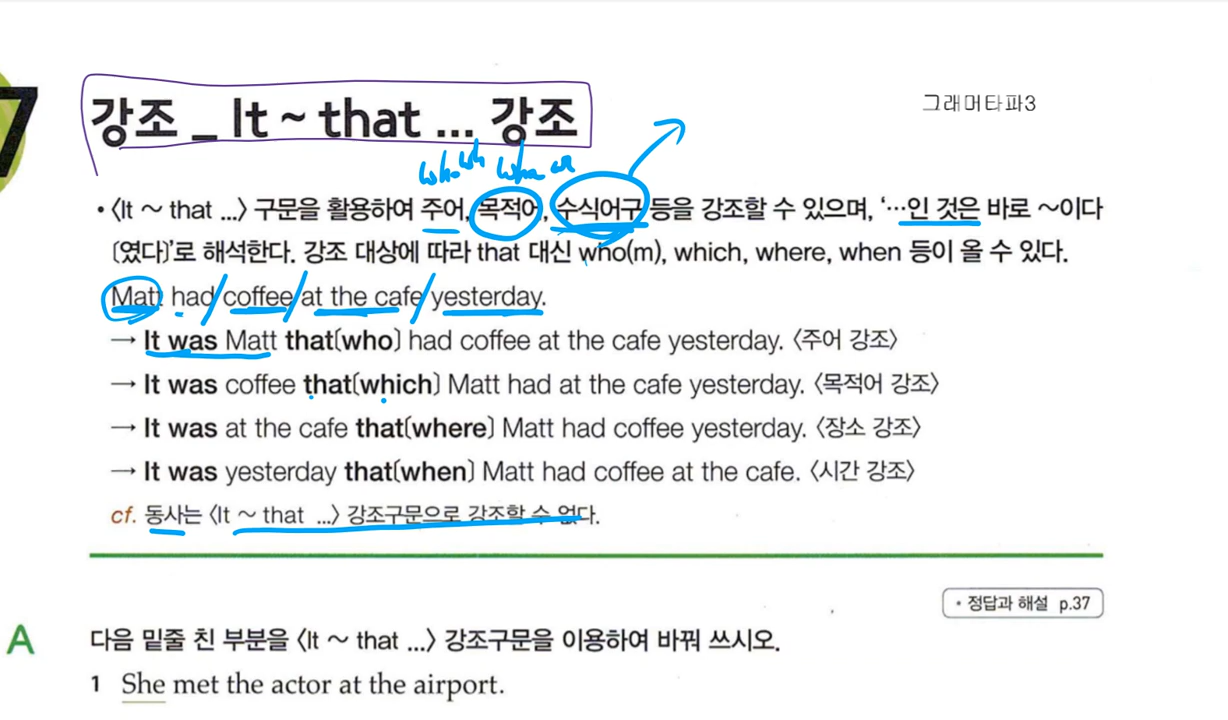 7
강조 _ It ~ that ... 강조
그래머타파3
• 〈It ~ that ...〉 구문을 활용하여 주어, 목적어, 수식어구 등을 강조할 수 있으며, '…인 것은 바로 ~이다
〔였다〕'로 해석한다. 강조 대상에 따라 that 대신 who(m), which, where, when 등이 올 수 있다.
Matt had / coffee / at the cafe / yesterday.
→ It was Matt that〔who〕 had coffee at the cafe yesterday. 〈주어 강조〉
→ It was coffee that〔which〕 Matt had at the cafe yesterday. 〈목적어 강조〉
→ It was at the cafe that〔where〕 Matt had coffee yesterday. 〈장소 강조〉
→ It was yesterday that〔when〕 Matt had coffee at the cafe. 〈시간 강조〉
cf. 동사는 〈It ~ that ...〉 강조구문으로 강조할 수 없다.
• 정답과 해설 p.37
A 다음 밑줄 친 부분을 〈It ~ that ...〉 강조구문을 이용하여 바꿔 쓰시오.
1 She met the actor at the airport.